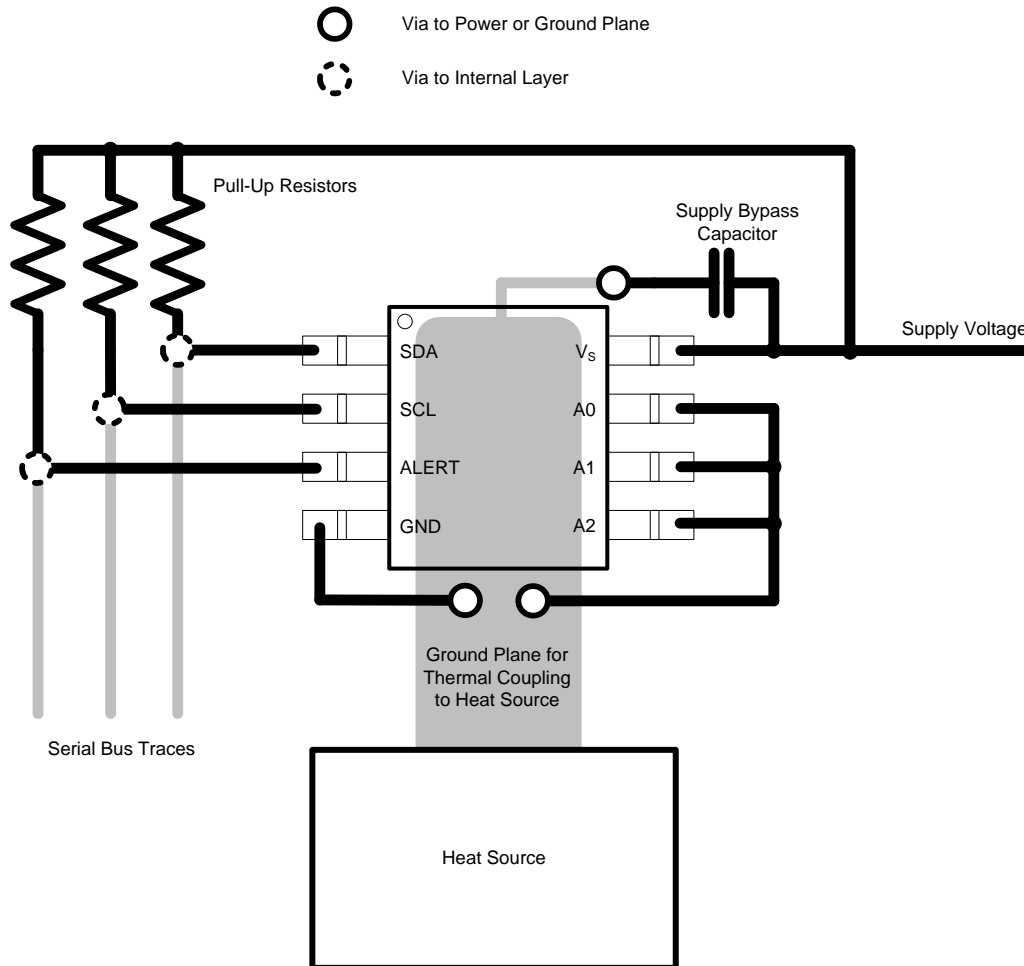 Via to Power or Ground Plane
Via to Internal Layer
Pull-Up Resistors
Supply Bypass
Capacitor
Supply Voltage
SDA
VS
SCL
A0
ALERT
A1
GND
A2
Ground Plane for
Thermal Coupling
to Heat Source
Serial Bus Traces
Heat Source